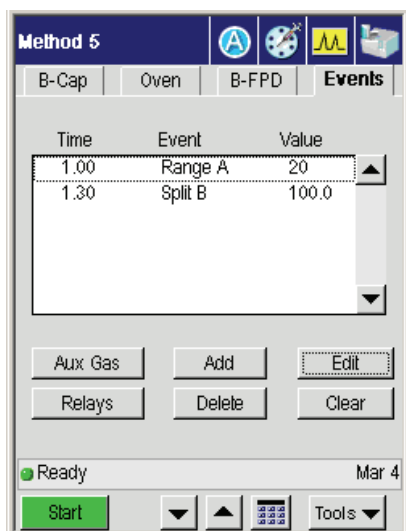 Method 5 A
B-Cap Oven B-FPD Events
Time Event Value
1.00 Range A 20
1.30 Split B 100.0
Aux Gas Add Edit
Relays Delete Clear
Ready Mar 4
Start Tools